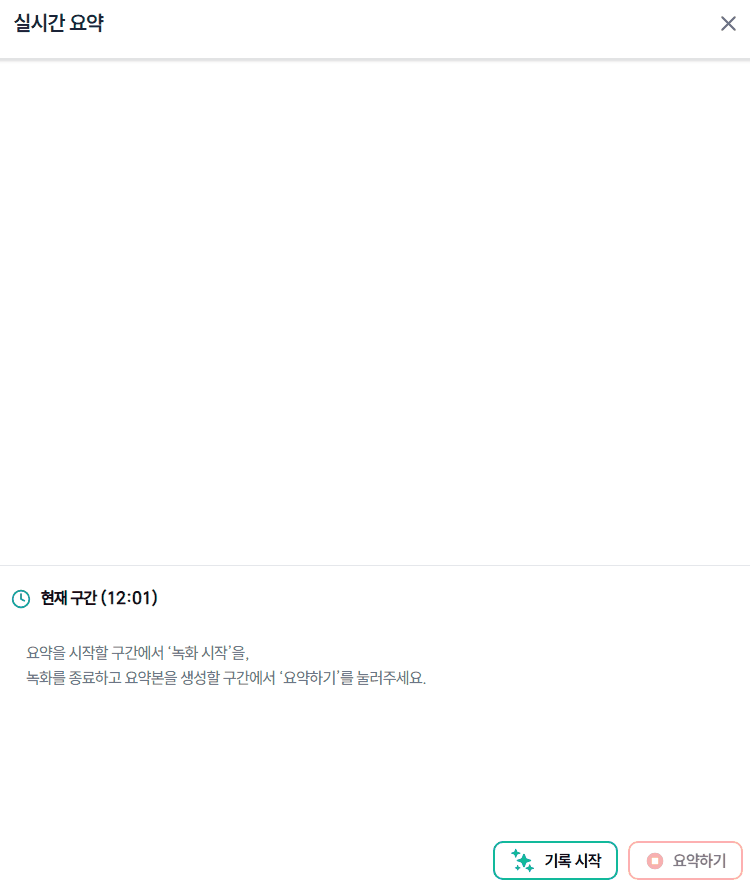 실시간 요약
현재 구간 (12:01)
요약을 시작할 구간에서 ‘녹화 시작’을,
녹화를 종료하고 요약본을 생성할 구간에서 ‘요약하기’를 눌러주세요.
기록 시작
요약하기